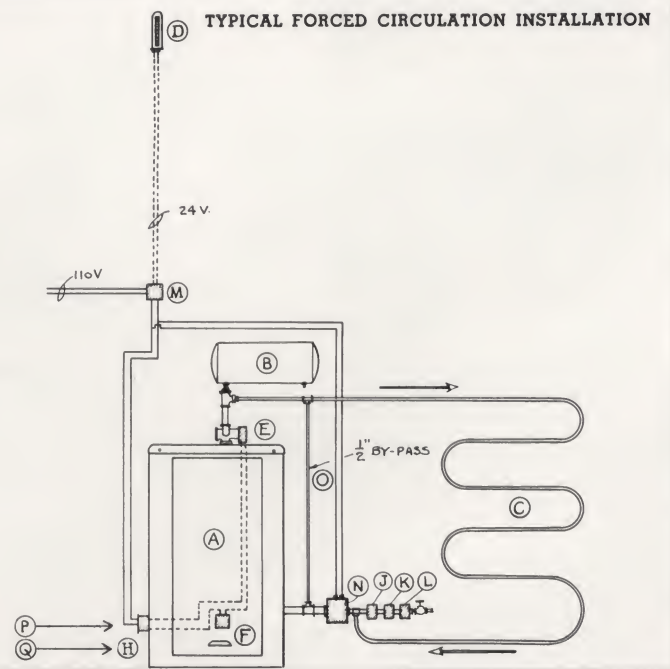 TYPICAL FORCED CIRCULATION INSTALLATION
D
24 V.
110V
M
B
E
1/2" BY-PASS
O
C
A
N
J
K
L
P
F
Q
H